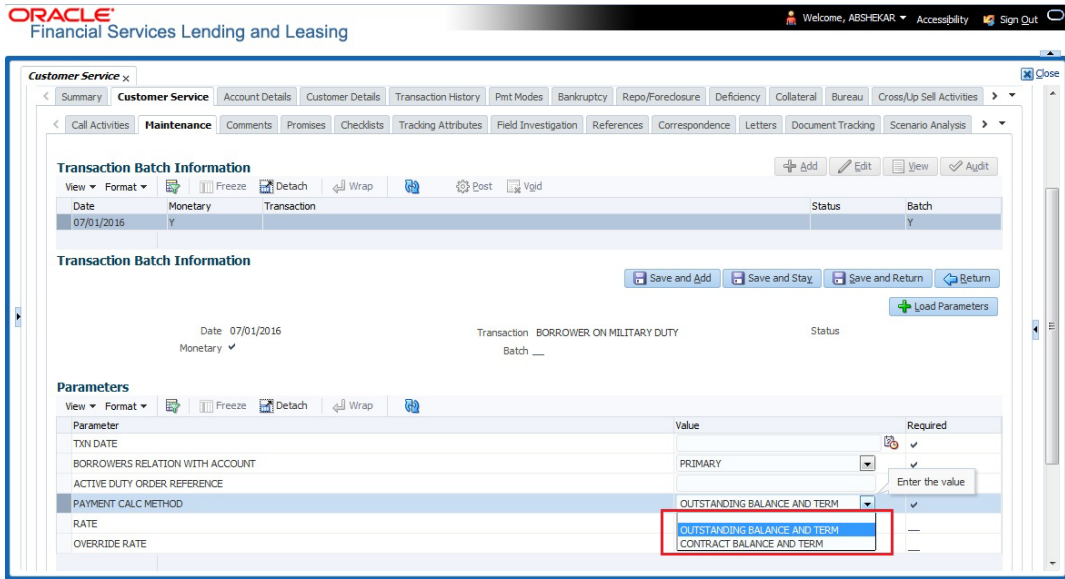 ORACLE
Welcome, ABSHEKAR Accessibility Sign Out
Financial Services Lending and Leasing
Customer Service x Close
Summary Customer Service Account Details Customer Details Transaction History Pmt Modes Bankruptcy Repo/Foreclosure Deficiency Collateral Bureau Cross/Up Sell Activities
Call Activities Maintenance Comments Promises Checklists Tracking Attributes Field Investigation References Correspondence Letters Document Tracking Scenario Analysis
Transaction Batch Information Add Edit View Audit
View Format Freeze Detach Wrap Post Void
Date Monetary Transaction Status Batch
07/01/2016 Y Y
Transaction Batch Information
Save and Add Save and Stay Save and Return Return
Load Parameters
Date 07/01/2016 Transaction BORROWER ON MILITARY DUTY Status
Monetary Batch
Parameters
View Format Freeze Detach Wrap
Parameter Value Required
TXN DATE
BORROWERS RELATION WITH ACCOUNT PRIMARY
ACTIVE DUTY ORDER REFERENCE Enter the value
PAYMENT CALC METHOD OUTSTANDING BALANCE AND TERM
RATE OUTSTANDING BALANCE AND TERM
OVERRIDE RATE CONTRACT BALANCE AND TERM